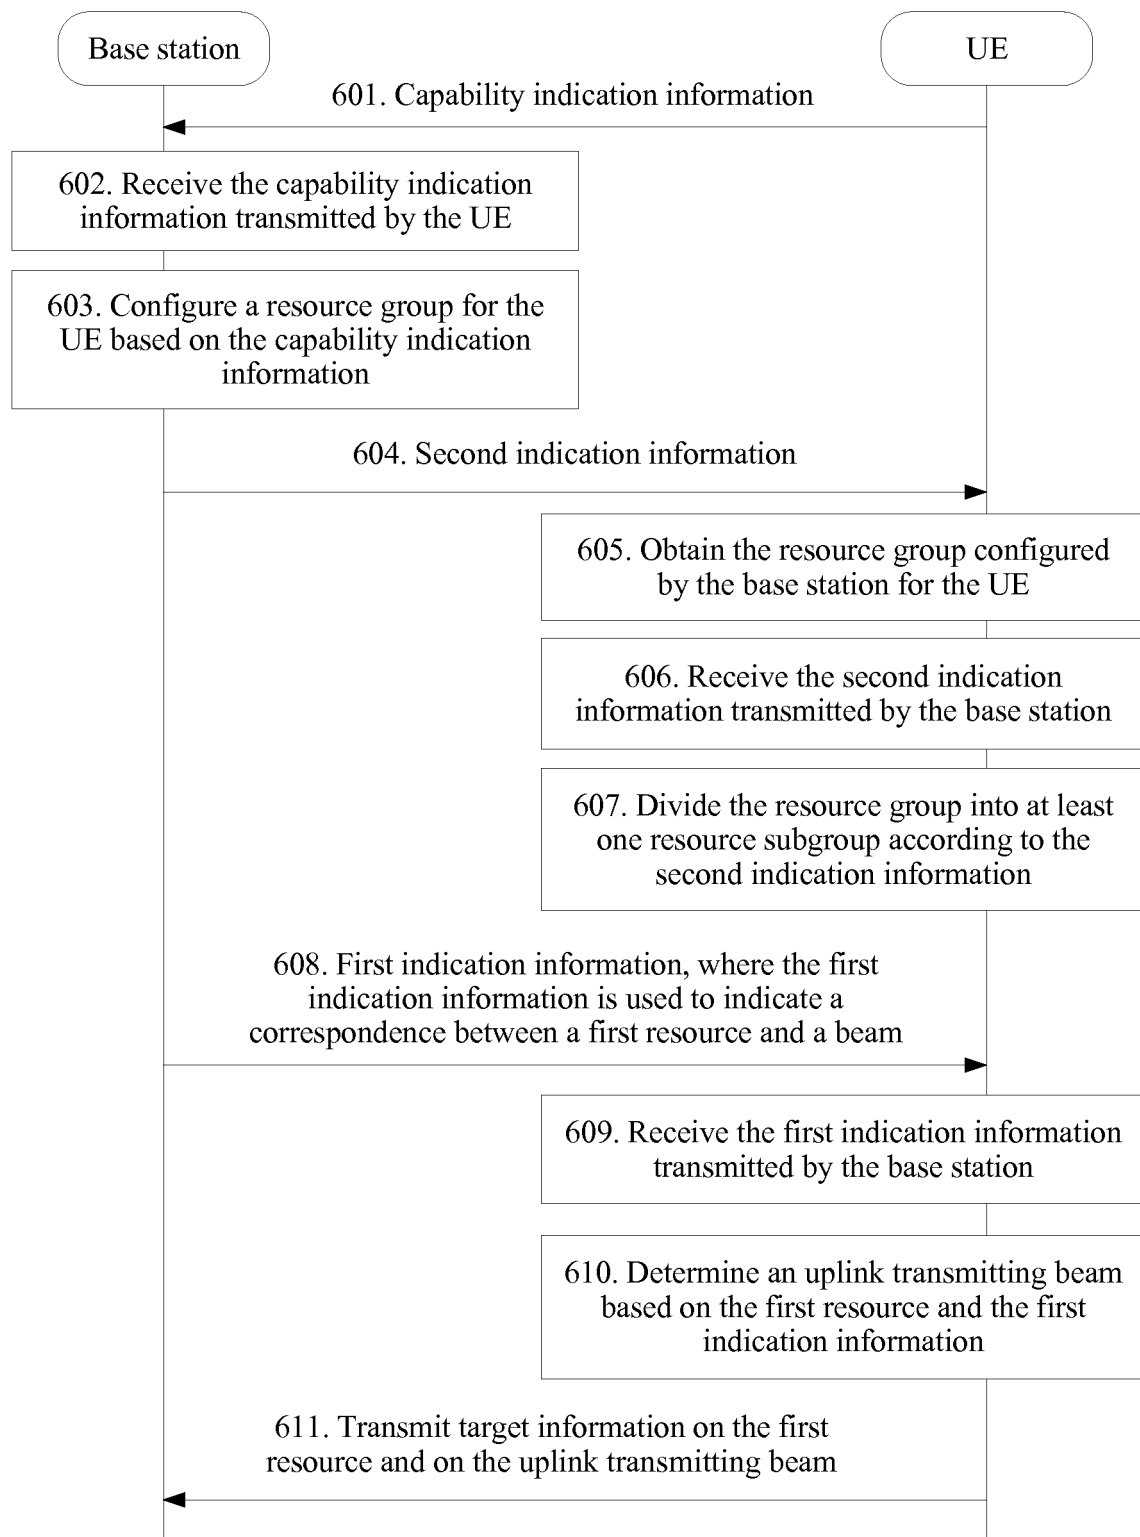 Base station
UE
601. Capability indication information
602. Receive the capability indication
information transmitted by the UE
603. Configure a resource group for the
UE based on the capability indication
information
604. Second indication information
605. Obtain the resource group configured
by the base station for the UE
606. Receive the second indication
information transmitted by the base station
607. Divide the resource group into at least
one resource subgroup according to the
second indication information
608. First indication information, where the first
indication information is used to indicate a
correspondence between a first resource and a beam
609. Receive the first indication information
transmitted by the base station
610. Determine an uplink transmitting beam
based on the first resource and the first
indication information
611. Transmit target information on the first
resource and on the uplink transmitting beam